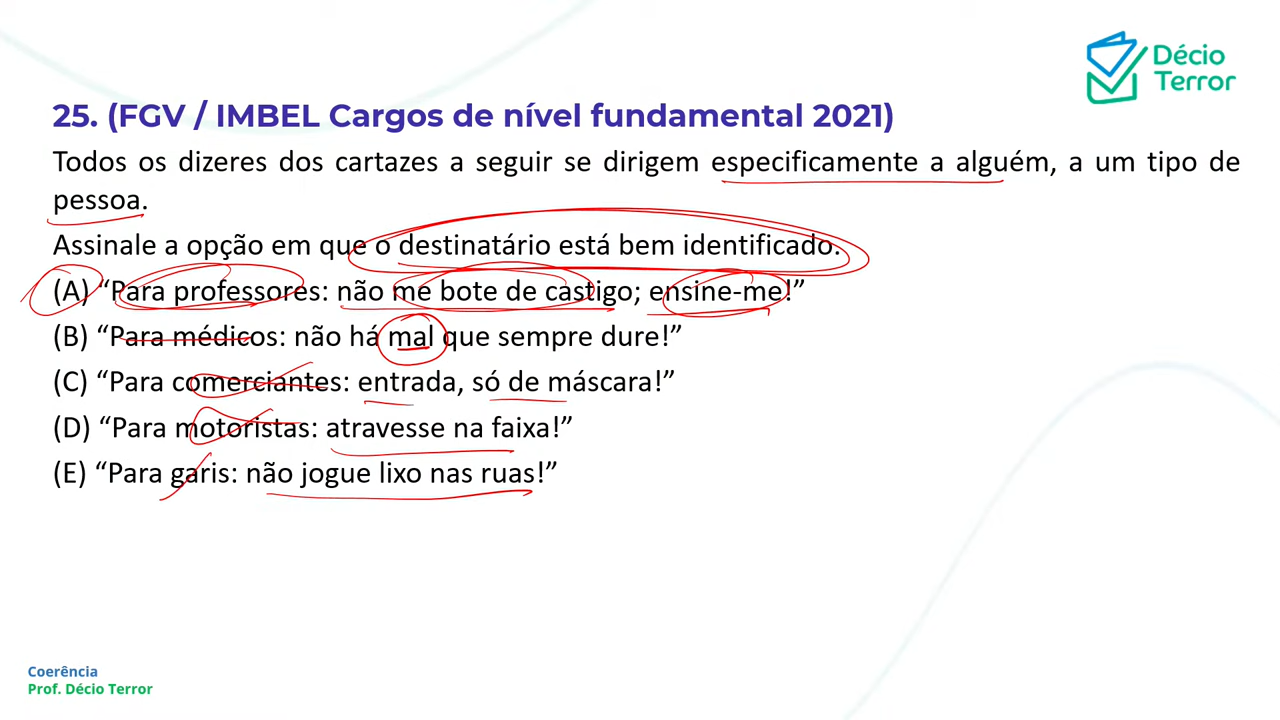 Décio
Terror
25. (FGV / IMBEL Cargos de nível fundamental 2021)
Todos os dizeres dos cartazes a seguir se dirigem especificamente a alguém, a um tipo de
pessoa.
Assinale a opção em que o destinatário está bem identificado.
(A) “Para professores: não me bote de castigo; ensine-me!”
(B) “Para médicos: não há mal que sempre dure!”
(C) “Para comerciantes: entrada, só de máscara!”
(D) “Para motoristas: atravesse na faixa!”
(E) “Para garis: não jogue lixo nas ruas!”
Coerência
Prof. Décio Terror